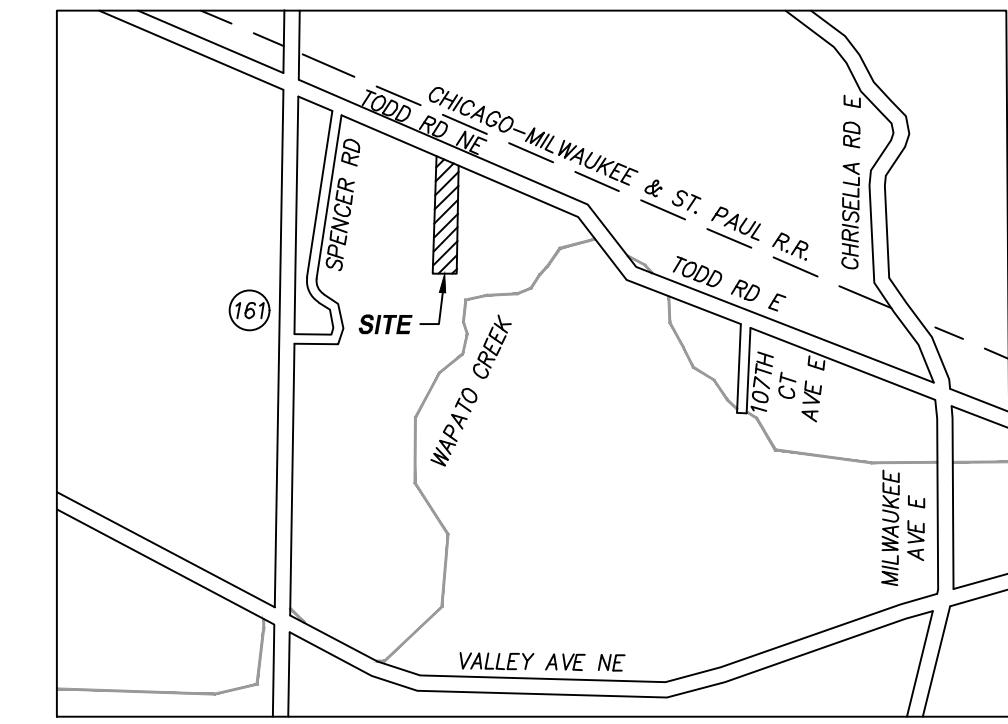 CHICAGO-MILWAUKEE & ST. PAUL R.R.
TODD RD NE
CHRISELLA RD E
SPENCER RD
TODD RD E
161
SITE
WAPATO CREEK
107TH
CT
AVE E
MILWAUKEE
AVE E
VALLEY AVE NE